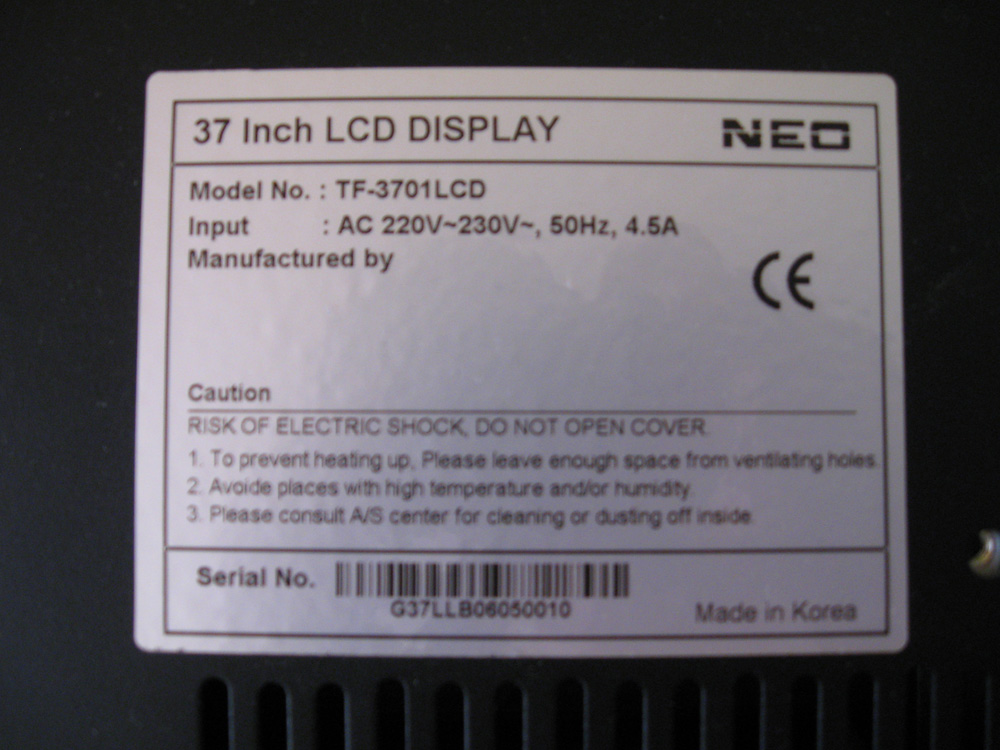 37 Inch LCD DISPLAY NEO
Model No. : TF-3701LCD
Input : AC 220V~230V~, 50Hz, 4.5A
Manufactured by
CE
Caution
RISK OF ELECTRIC SHOCK, DO NOT OPEN COVER.
1. To prevent heating up, Please leave enough space from ventilating holes.
2. Avoide places with high temperature and/or humidity.
3. Please consult A/S center for cleaning or dusting off inside.
Serial No.
G37LLB06050010
Made in Korea